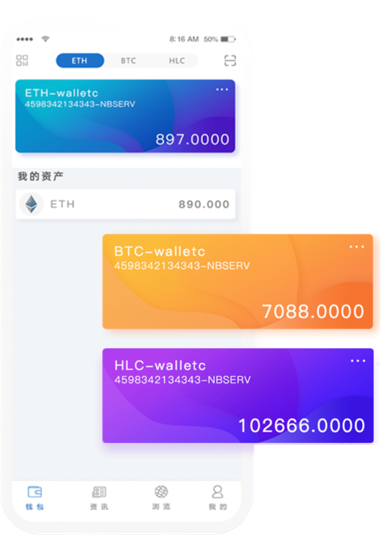 8:16 AM 50%
ETH BTC HLC
ETH-walletc
4598342134343-NBSERV
897.0000
我的资产
ETH 890.000
BTC-walletc
4598342134343-NBSERV
7088.0000
HLC-walletc
4598342134343-NBSERV
102666.0000
钱包 资讯 浏览 我的